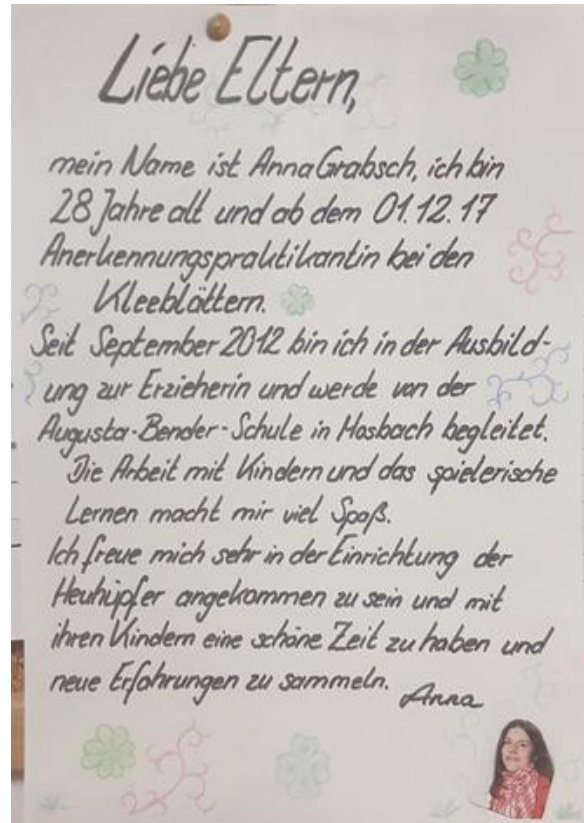 Liebe Eltern,
mein Name ist Anna Grabsch, ich bin
28 Jahre alt und ab dem 01.12.17
Anerkennungspraktikantin bei den
Kleeblättern.
Seit September 2012 bin ich in der Ausbild-
ung zur Erzieherin und werde von der
Augusta-Bender-Schule in Mosbach begleitet.
Die Arbeit mit Kindern und das spielerische
Lernen macht mir viel Spaß.
Ich freue mich sehr in der Einrichtung der
Heuhüpfer angekommen zu sein und mit
ihren Kindern eine schöne Zeit zu haben und
neue Erfahrungen zu sammeln.
Anna